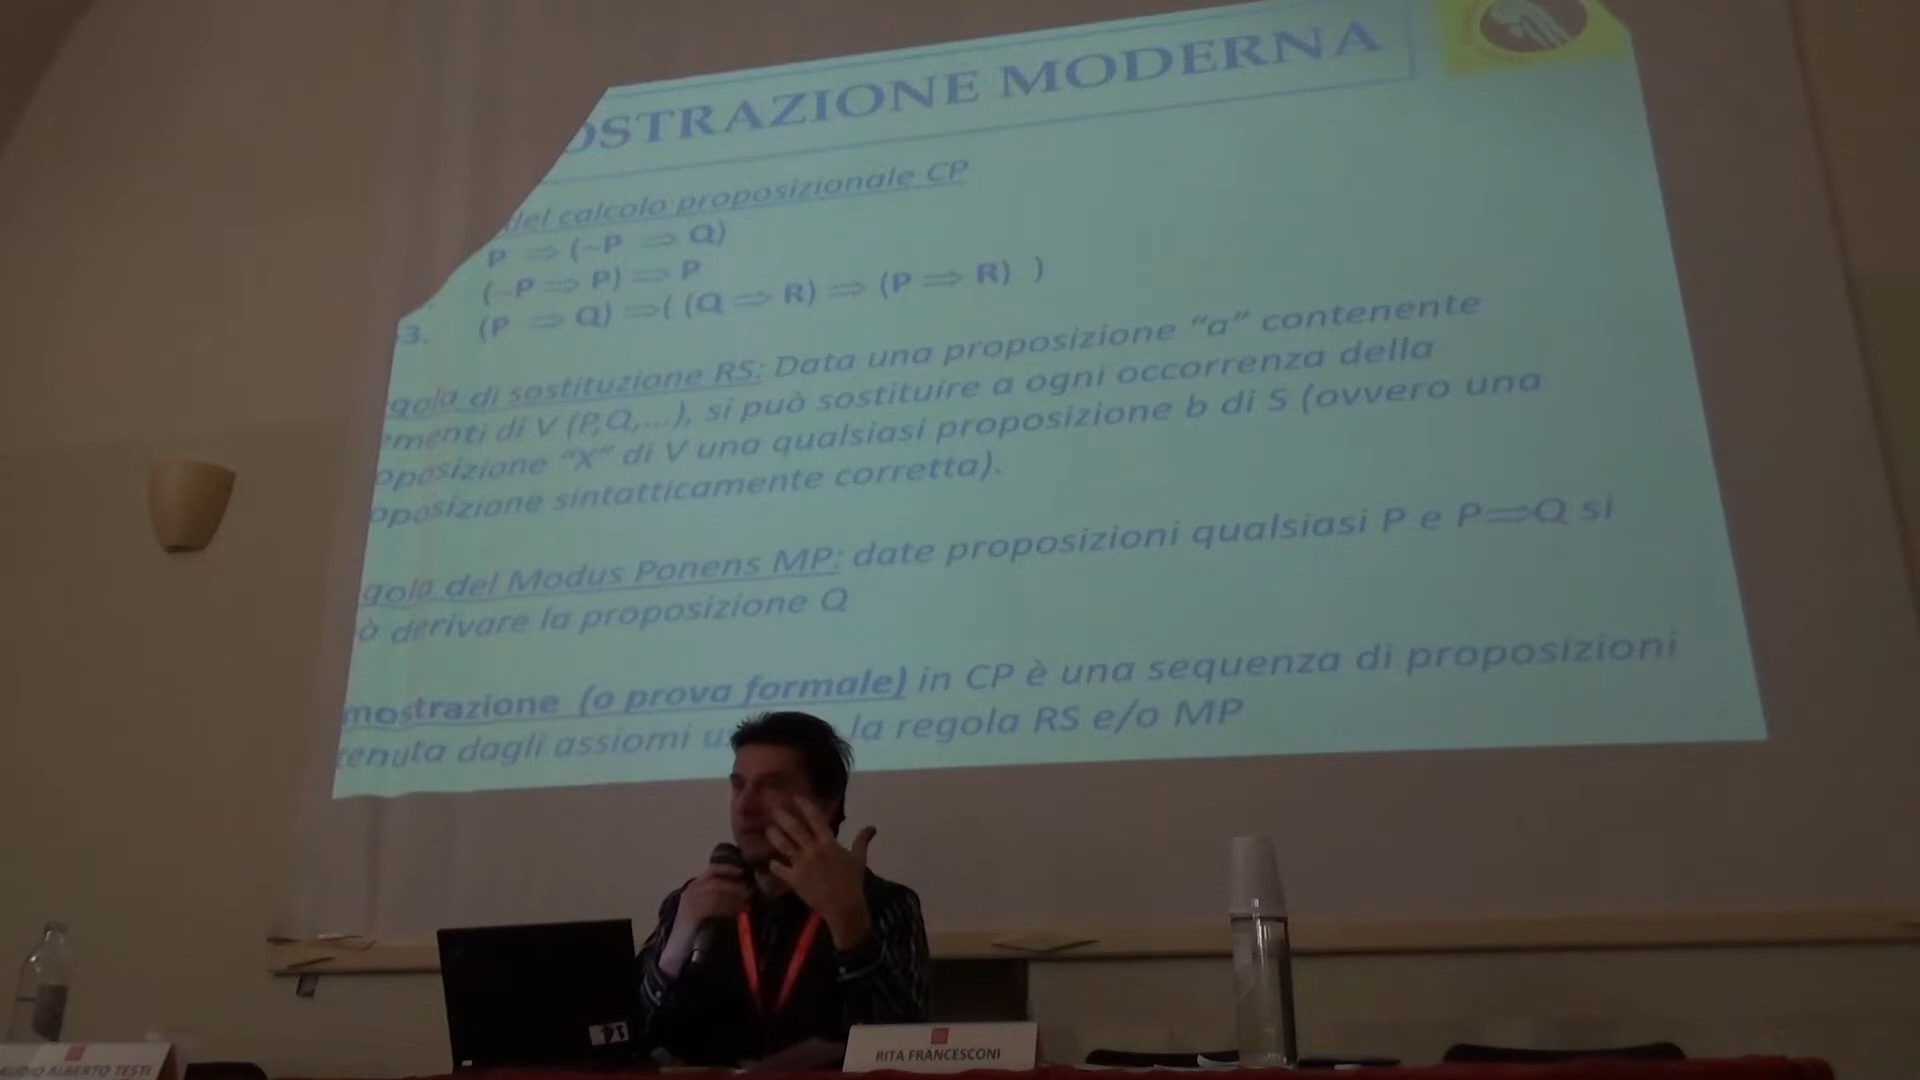 OSTRAZIONE MODERNA
del calcolo proposizionale CP
P ⇒ (~P ⇒ Q)
(~P ⇒ P) ⇒ P
3. (P ⇒ Q) ⇒( (Q ⇒ R) ⇒ (P ⇒ R) )
gola di sostituzione RS: Data una proposizione “a” contenente
ementi di V (P,Q,...), si può sostituire a ogni occorrenza della
oposizione “X” di V una qualsiasi proposizione b di S (ovvero una
oposizione sintatticamente corretta).
gola del Modus Ponens MP: date proposizioni qualsiasi P e P⇒Q si
ò derivare la proposizione Q
mostrazione (o prova formale) in CP è una sequenza di proposizioni
tenuta dagli assiomi u la regola RS e/o MP
RITA FRANCESCONI
AUDIO ALBERTO TESTI